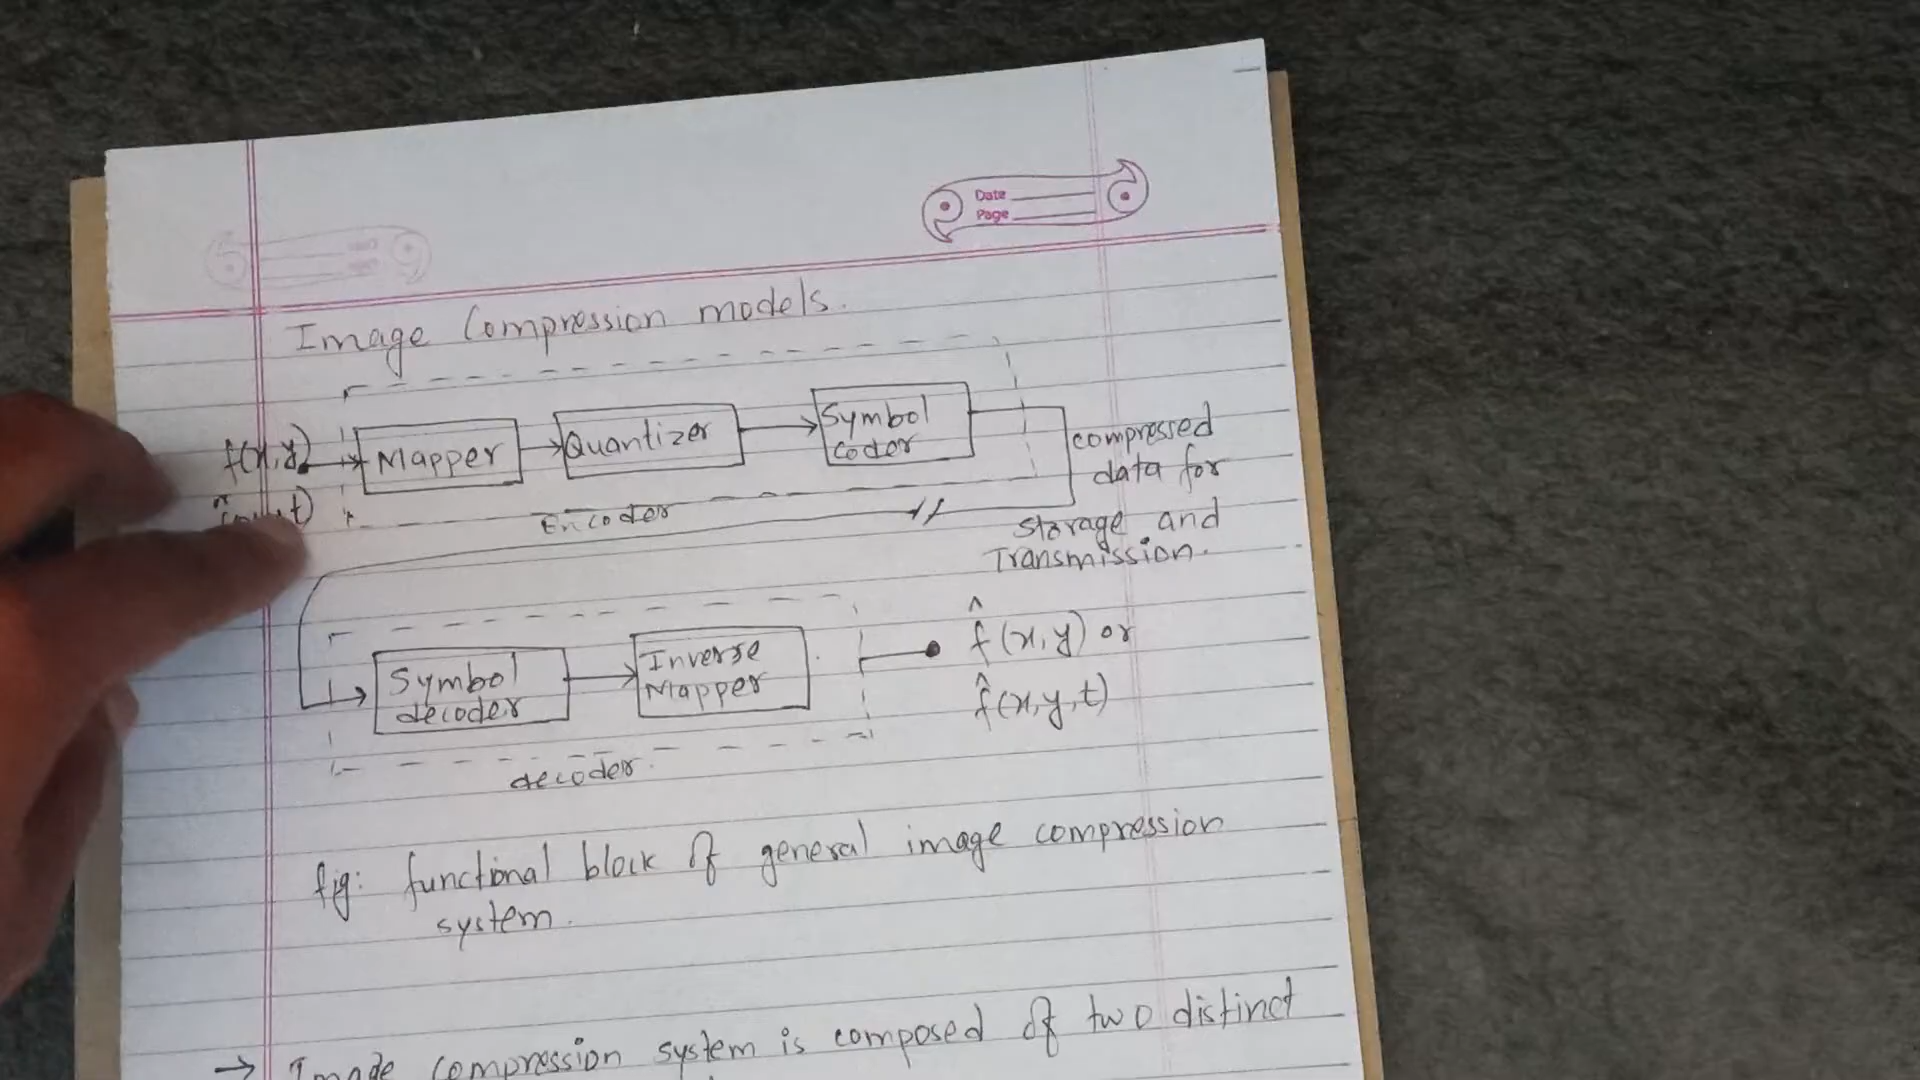 Date
Page
Image Compression models.
f(x,y)
Mapper
Quantizer
Symbol
coder
compressed
data for
storage and
Transmission.
Encoder
Symbol
decoder
Inverse
Mapper
f̂(x,y) or
f̂(x,y,t)
decoder.
fig: functional block of general image compression
system.
→ Image compression system is composed of two distinct